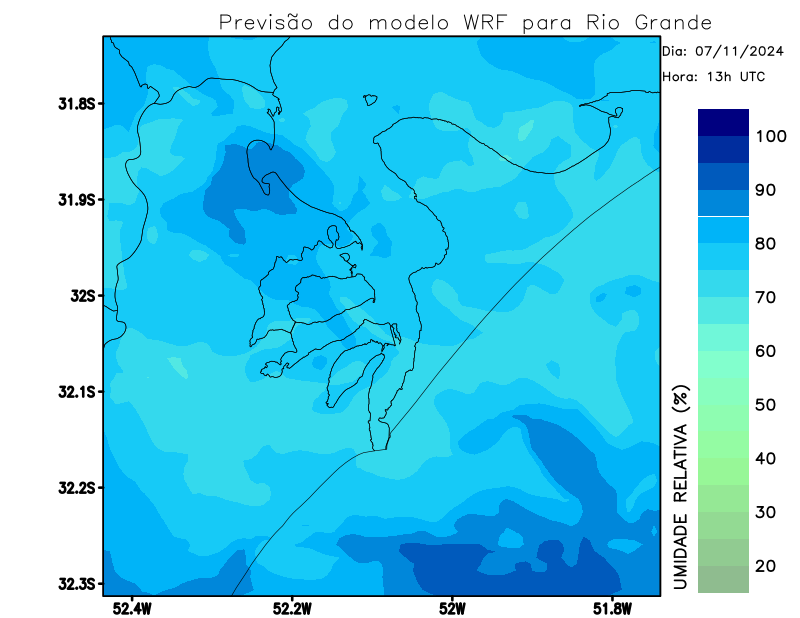 Previsão do modelo WRF para Rio Grande
Dia: 07/11/2024
Hora: 13h UTC
31.8S
31.9S
32S
32.1S
32.2S
32.3S
52.4W
52.2W
52W
51.8W
100
90
80
70
60
50
40
30
20
UMIDADE RELATIVA (%)